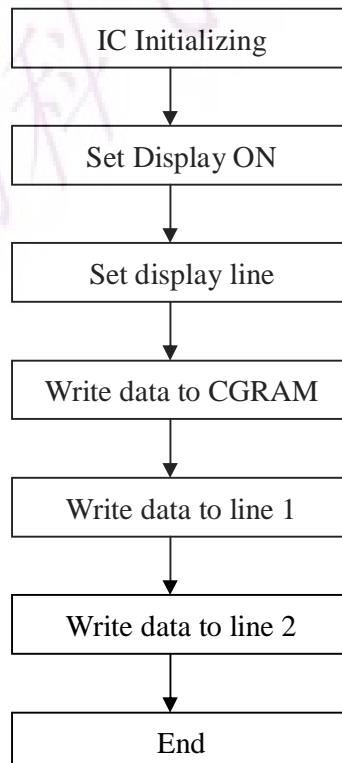 IC Initializing
Set Display ON
Set display line
Write data to CGRAM
Write data to line 1
Write data to line 2
End